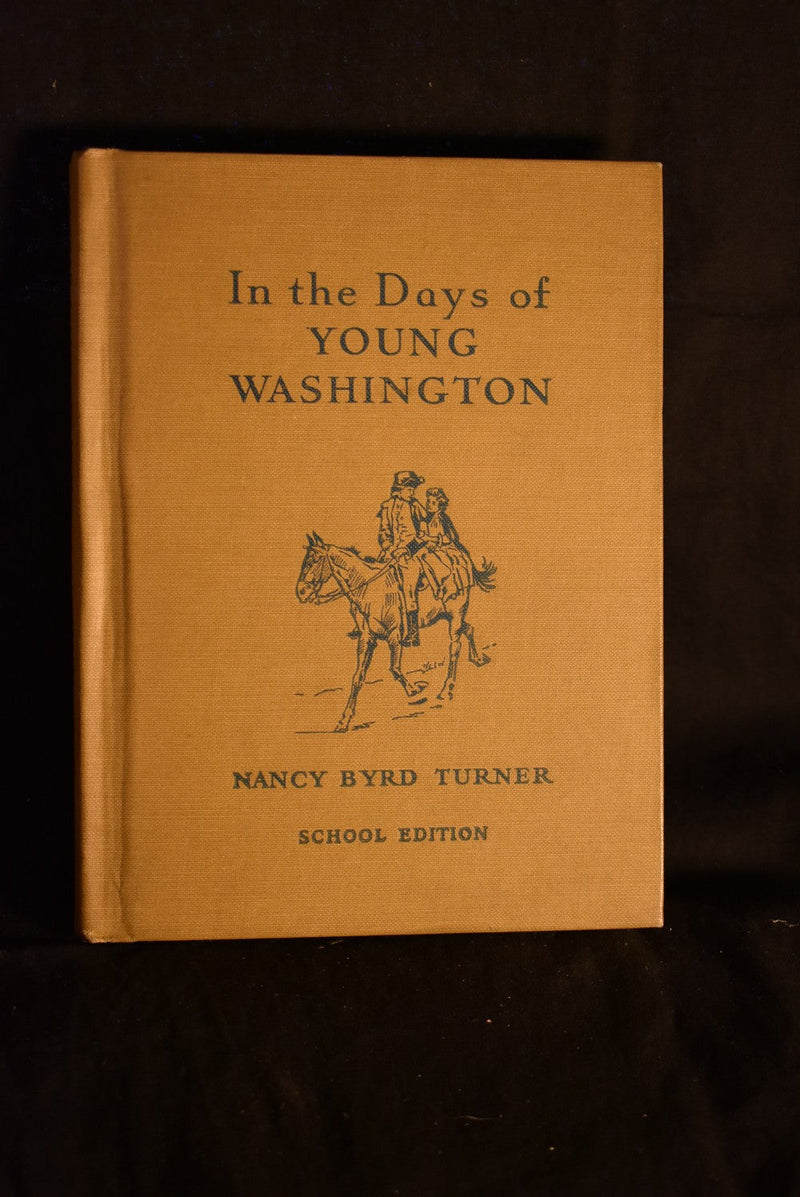 In the Days of
YOUNG
WASHINGTON
NANCY BYRD TURNER
SCHOOL EDITION